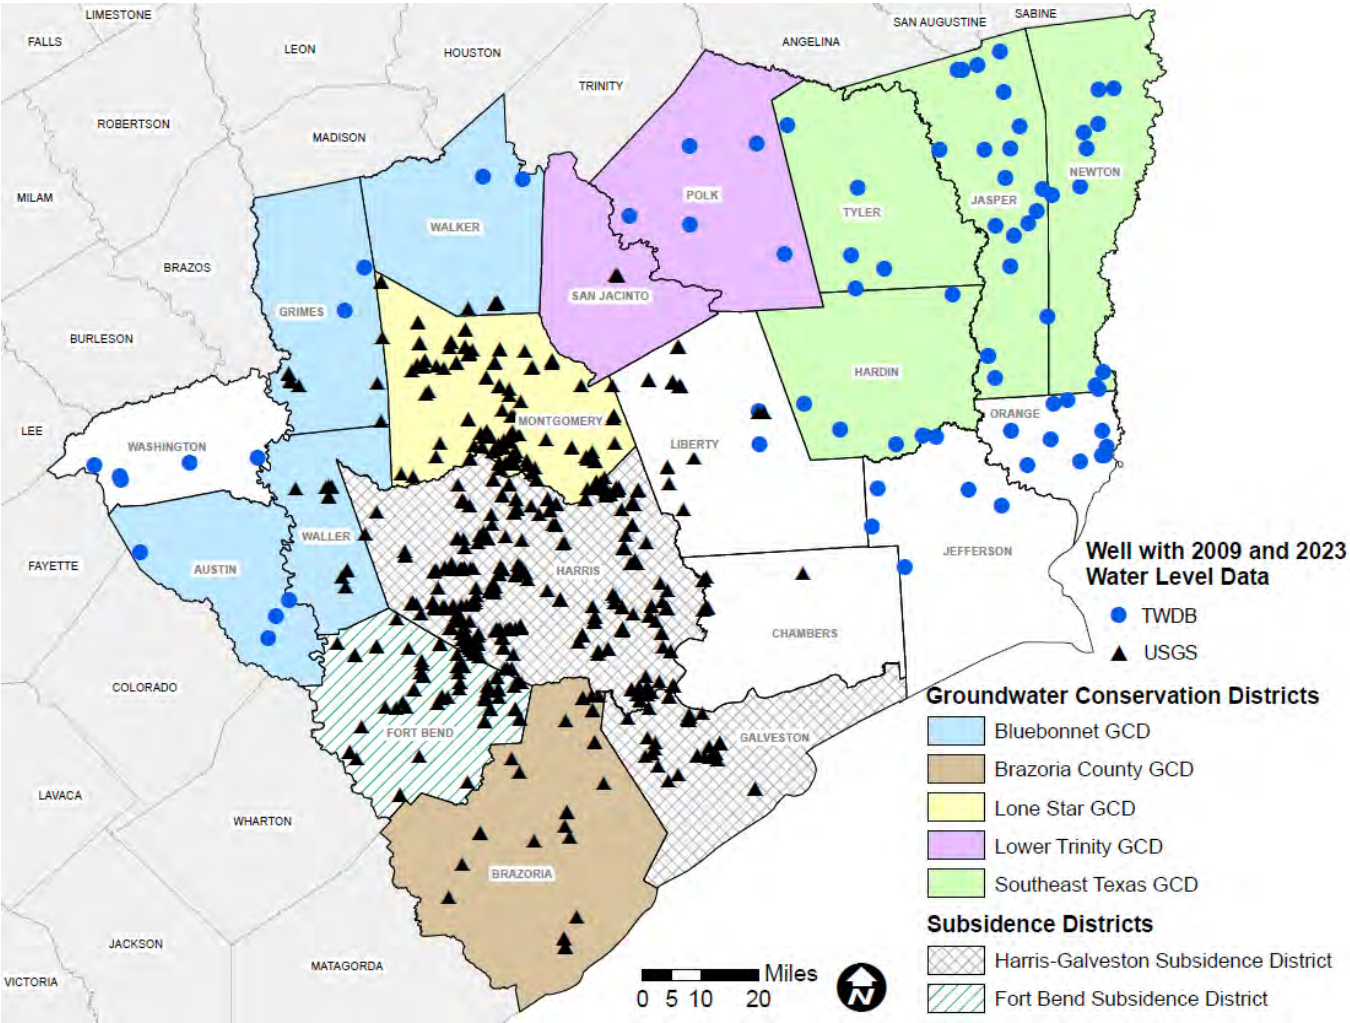 LIMESTONE
SABINE
SAN AUGUSTINE
FALLS
LEON
HOUSTON
ANGELINA
TRINITY
ROBERTSON
MADISON
NEWTON
MILAM
POLK
JASPER
TYLER
WALKER
BRAZOS
SAN JACINTO
GRIMES
BURLESON
HARDIN
ORANGE
MONTGOMERY
LEE
WASHINGTON
LIBERTY
WALLER
JEFFERSON
FAYETTE
AUSTIN
HARRIS
CHAMBERS
COLORADO
FORT BEND
GALVESTON
LAVACA
WHARTON
BRAZORIA
JACKSON
MATAGORDA
VICTORIA
Well with 2009 and 2023
Water Level Data
TWDB
USGS
Groundwater Conservation Districts
Bluebonnet GCD
Brazoria County GCD
Lone Star GCD
Lower Trinity GCD
Southeast Texas GCD
Subsidence Districts
Harris-Galveston Subsidence District
Fort Bend Subsidence District
Miles
0 5 10 20
N